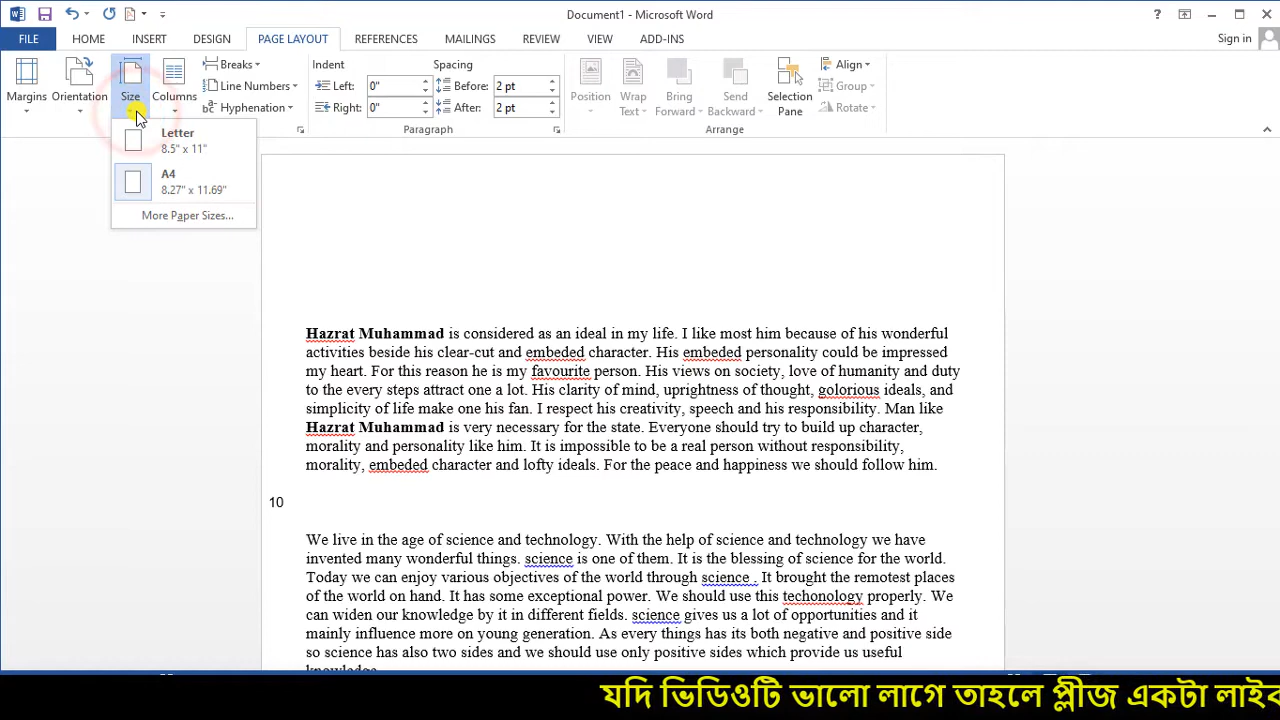 Document1 - Microsoft Word
Sign in
FILE HOME INSERT DESIGN PAGE LAYOUT REFERENCES MAILINGS REVIEW VIEW ADD-INS
Margins
Orientation
Size
Columns
Breaks
Line Numbers
Hyphenation
Indent
Left: 0"
Right: 0"
Spacing
Before: 2 pt
After: 2 pt
Paragraph
Position
Wrap Text
Bring Forward
Send Backward
Selection Pane
Align
Group
Rotate
Arrange
Letter
8.5" x 11"
A4
8.27" x 11.69"
More Paper Sizes...
Hazrat Muhammad is considered as an ideal in my life. I like most him because of his wonderful
activities beside his clear-cut and embeded character. His embeded personality could be impressed
my heart. For this reason he is my favourite person. His views on society, love of humanity and duty
to the every steps attract one a lot. His clarity of mind, uprightness of thought, golorious ideals, and
simplicity of life make one his fan. I respect his creativity, speech and his responsibility. Man like
Hazrat Muhammad is very necessary for the state. Everyone should try to build up character,
morality and personality like him. It is impossible to be a real person without responsibility,
morality, embeded character and lofty ideals. For the peace and happiness we should follow him.
10
We live in the age of science and technology. With the help of science and technology we have
invented many wonderful things. science is one of them. It is the blessing of science for the world.
Today we can enjoy various objectives of the world through science . It brought the remotest places
of the world on hand. It has some exceptional power. We should use this techonology properly. We
can widen our knowledge by it in different fields. science gives us a lot of opportunities and it
mainly influence more on young generation. As every things has its both negative and positive side
so science has also two sides and we should use only positive sides which provide us useful
knowledge.
যদি ভিডিওটি ভালো লাগে তাহলে প্লীজ একটা লাইক